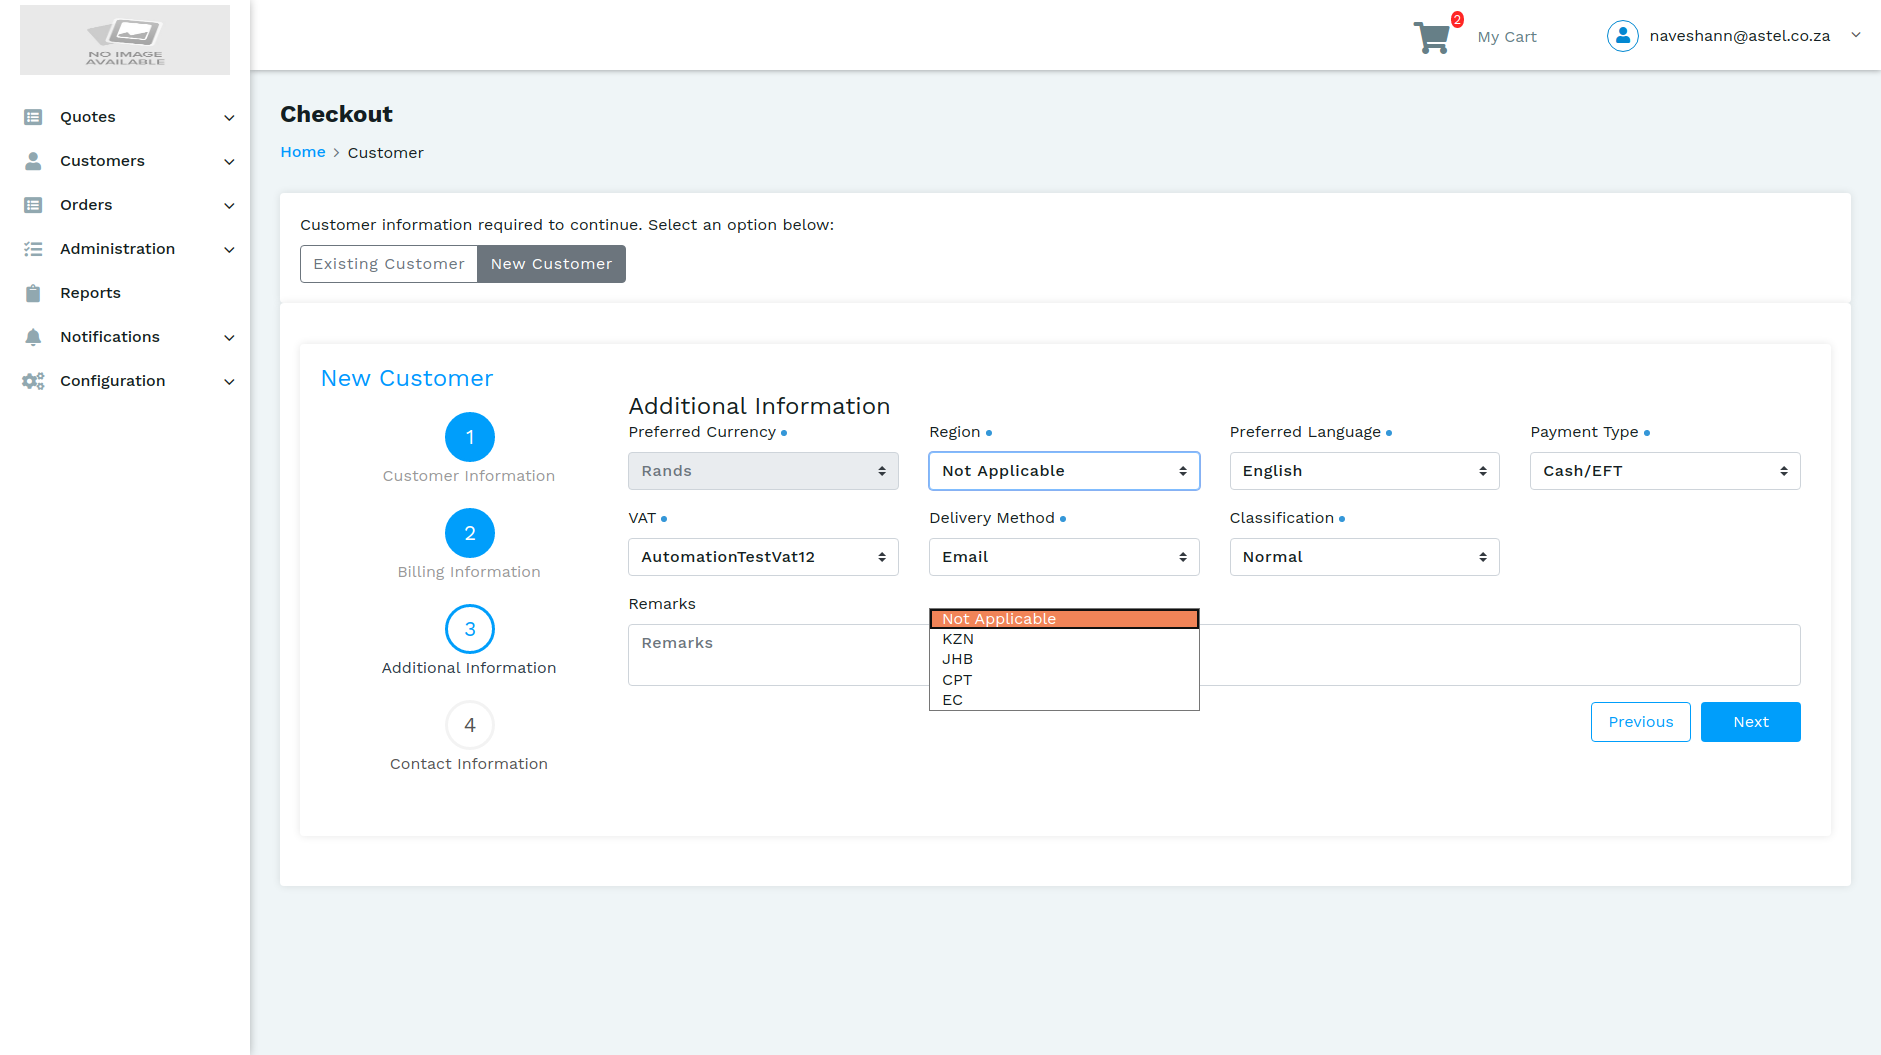 NO IMAGE
AVAILABLE
2
My Cart
naveshann@astel.co.za
Quotes
Customers
Orders
Administration
Reports
Notifications
Configuration
Checkout
Home > Customer
Customer information required to continue. Select an option below:
Existing Customer New Customer
New Customer
1
Customer Information
2
Billing Information
3
Additional Information
4
Contact Information
Additional Information
Preferred Currency Region Preferred Language Payment Type
Rands Not Applicable English Cash/EFT
VAT Delivery Method Classification
AutomationTestVat12 Email Normal
Remarks
Remarks
Not Applicable
KZN
JHB
CPT
EC
Previous Next